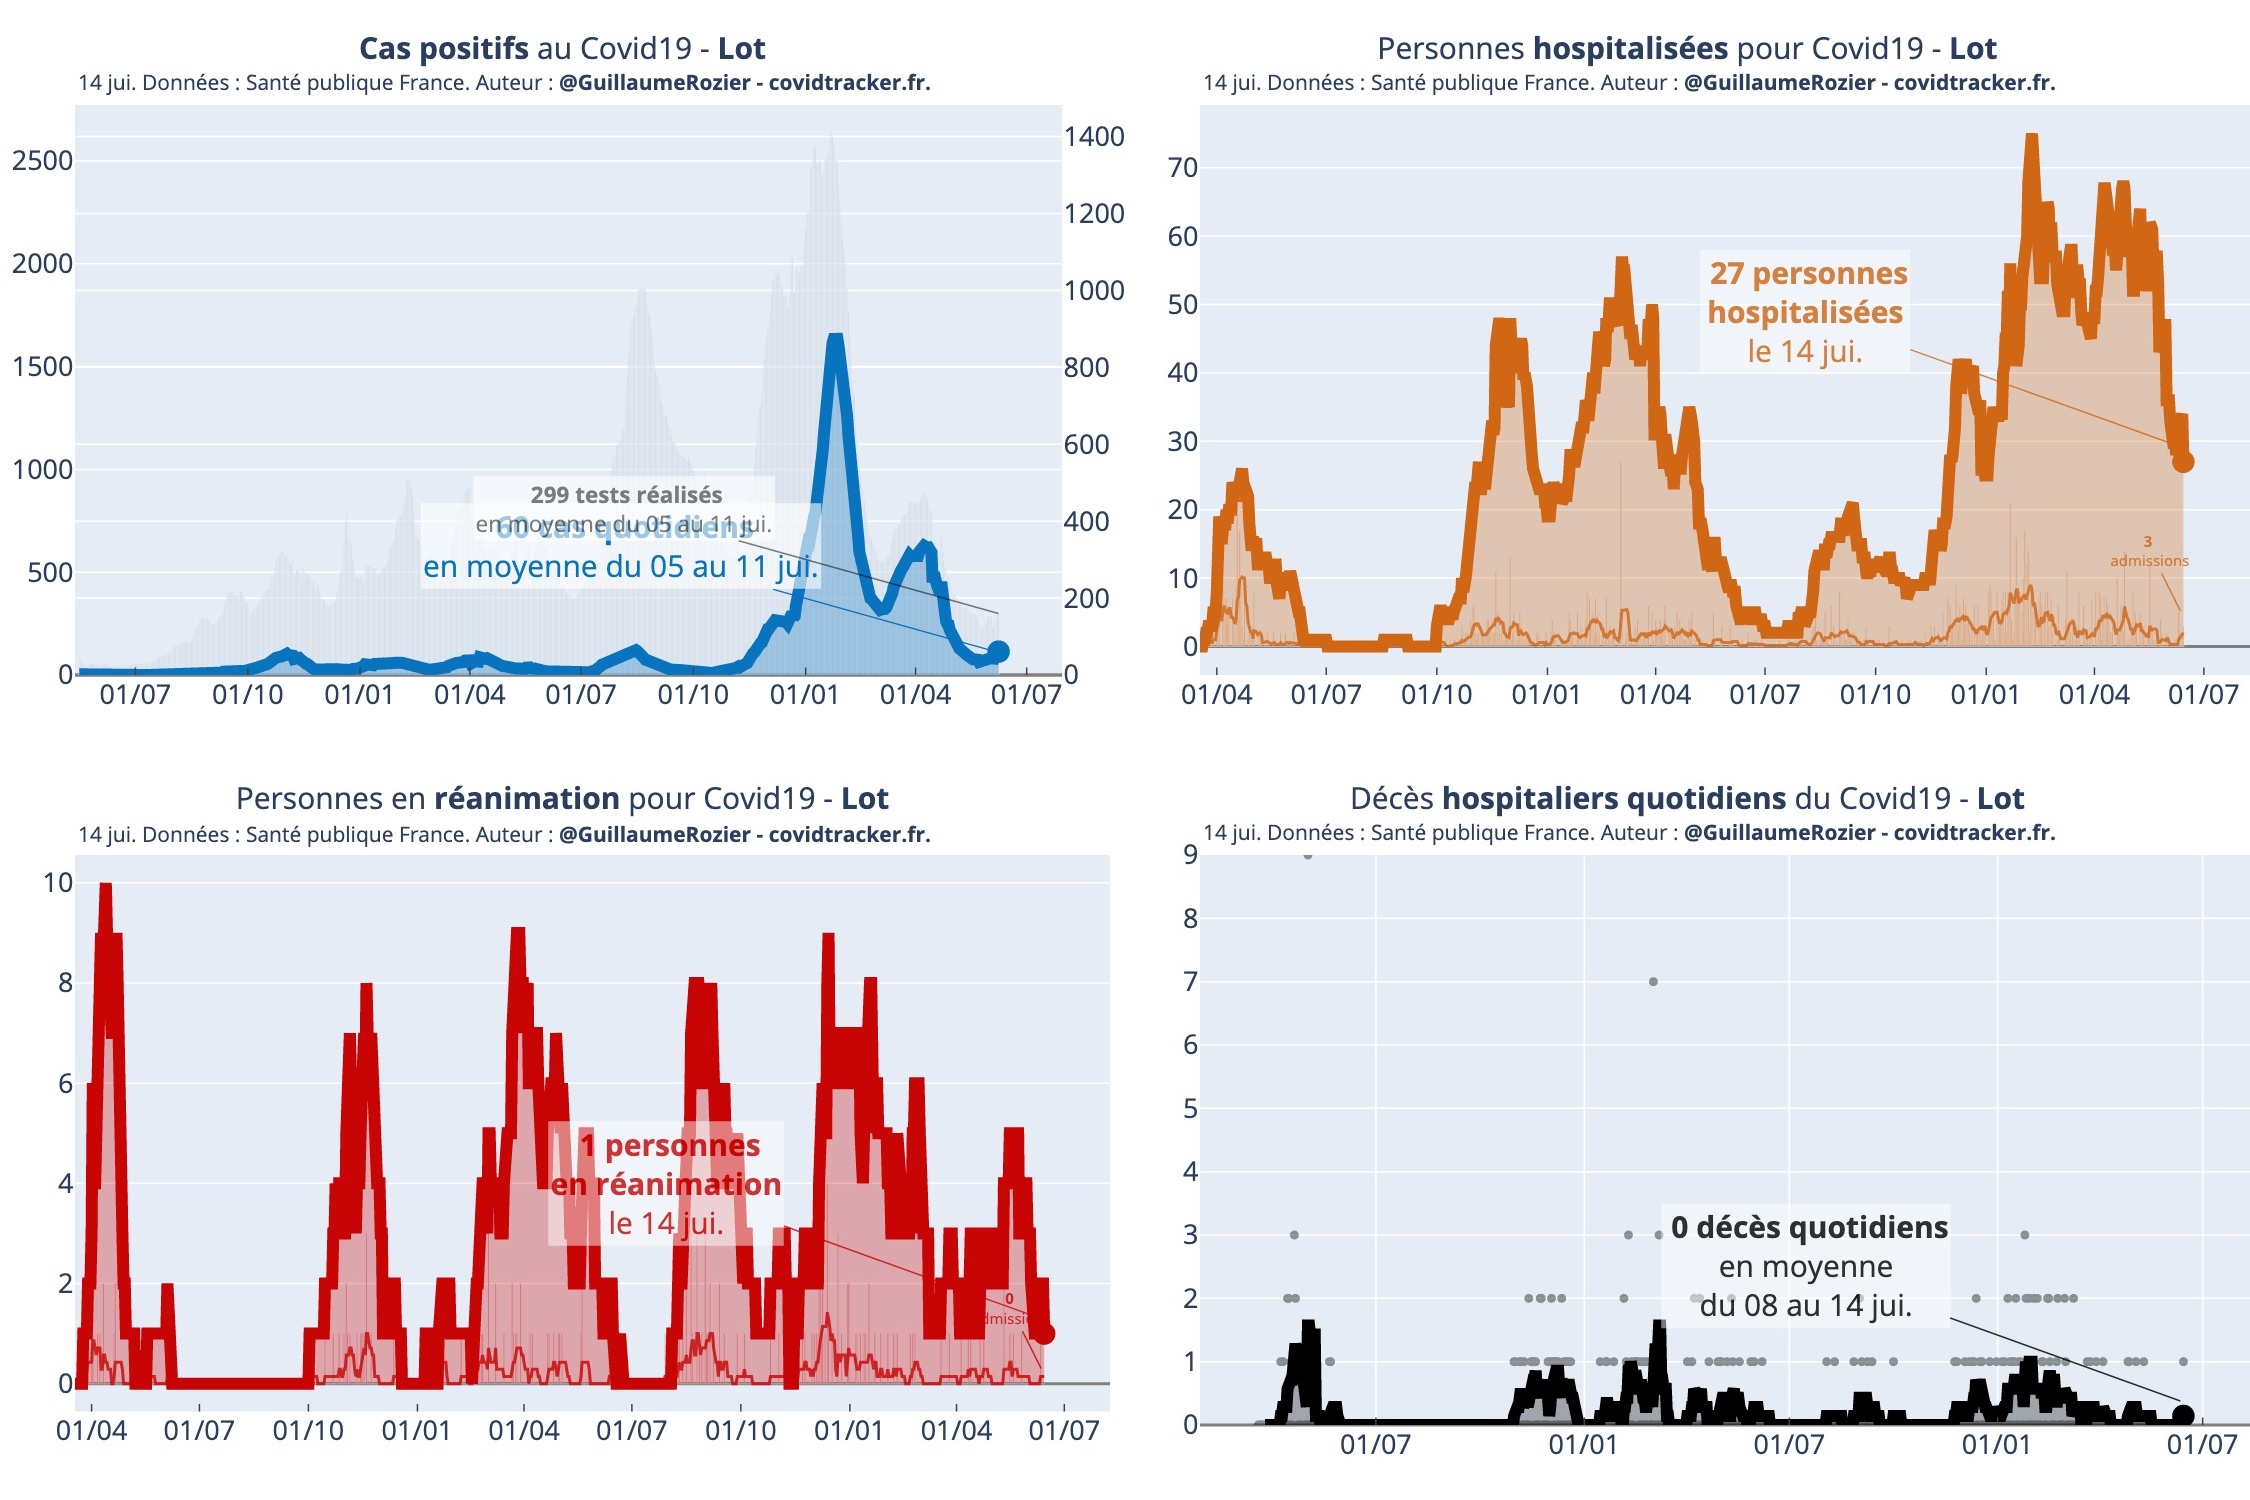 Cas positifs au Covid19 - Lot
14 jui. Données : Santé publique France. Auteur : @GuillaumeRozier - covidtracker.fr.
2500
2000
1500
1000
500
0
1400
1200
1000
800
600
400
200
0
299 tests réalisés
en moyenne du 05 au 11 jui.
60 cas quotidiens
en moyenne du 05 au 11 jui.
01/07 01/10 01/01 01/04 01/07 01/10 01/01 01/04 01/07
Personnes hospitalisées pour Covid19 - Lot
14 jui. Données : Santé publique France. Auteur : @GuillaumeRozier - covidtracker.fr.
70
60
50
40
30
20
10
0
27 personnes
hospitalisées
le 14 jui.
3
admissions
01/04 01/07 01/10 01/01 01/04 01/07 01/10 01/01 01/04 01/07
Personnes en réanimation pour Covid19 - Lot
14 jui. Données : Santé publique France. Auteur : @GuillaumeRozier - covidtracker.fr.
10
8
6
4
2
0
1 personnes
en réanimation
le 14 jui.
0
01/04 01/07 01/10 01/01 01/04 01/07 01/10 01/01 01/04 01/07
Décès hospitaliers quotidiens du Covid19 - Lot
14 jui. Données : Santé publique France. Auteur : @GuillaumeRozier - covidtracker.fr.
9
8
7
6
5
4
3
2
1
0
0 décès quotidiens
en moyenne
du 08 au 14 jui.
01/07 01/01 01/07 01/01 01/07